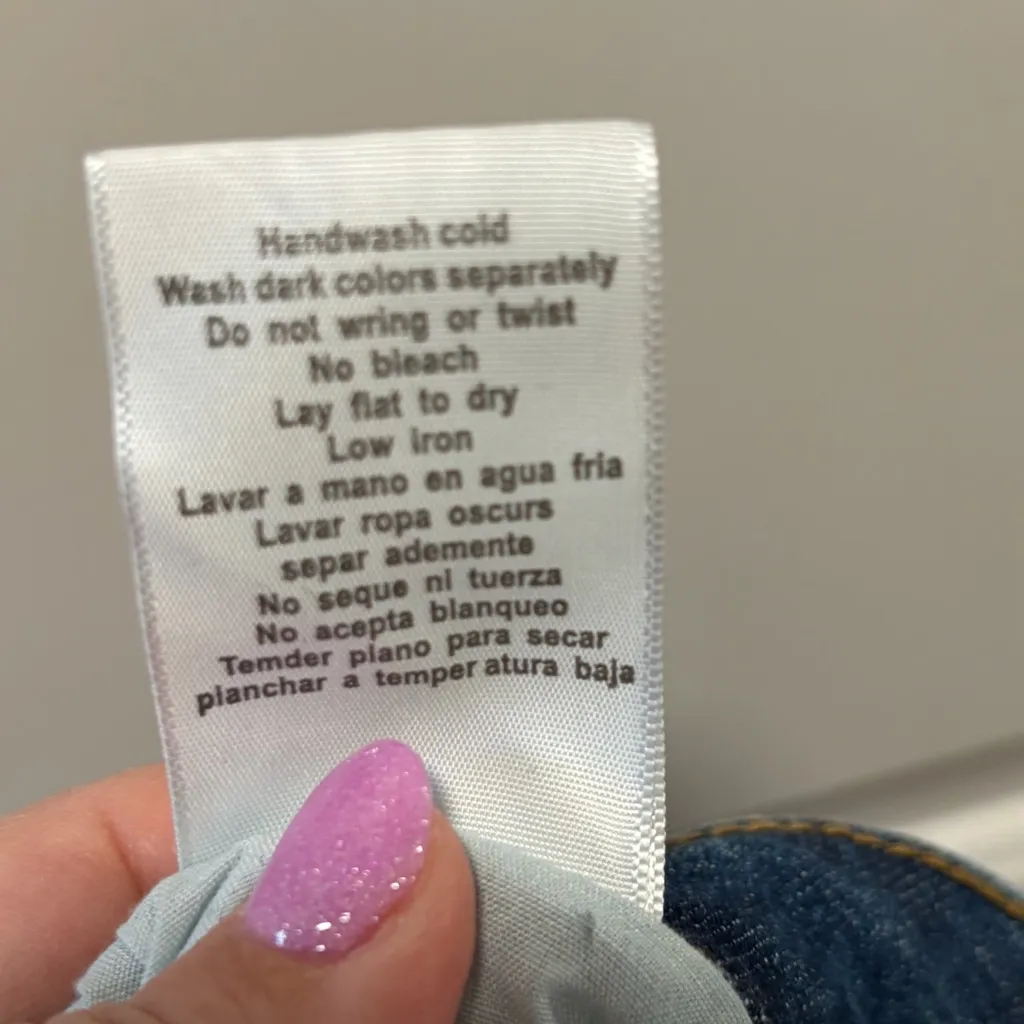 Handwash cold
Wash dark colors separately
Do not wring or twist
No bleach
Lay flat to dry
Low iron
Lavar a mano en agua fria
Lavar ropa oscurs
separ ademente
No seque ni tuerza
No acepta blanqueo
Temder plano para secar
planchar a temper atura baja